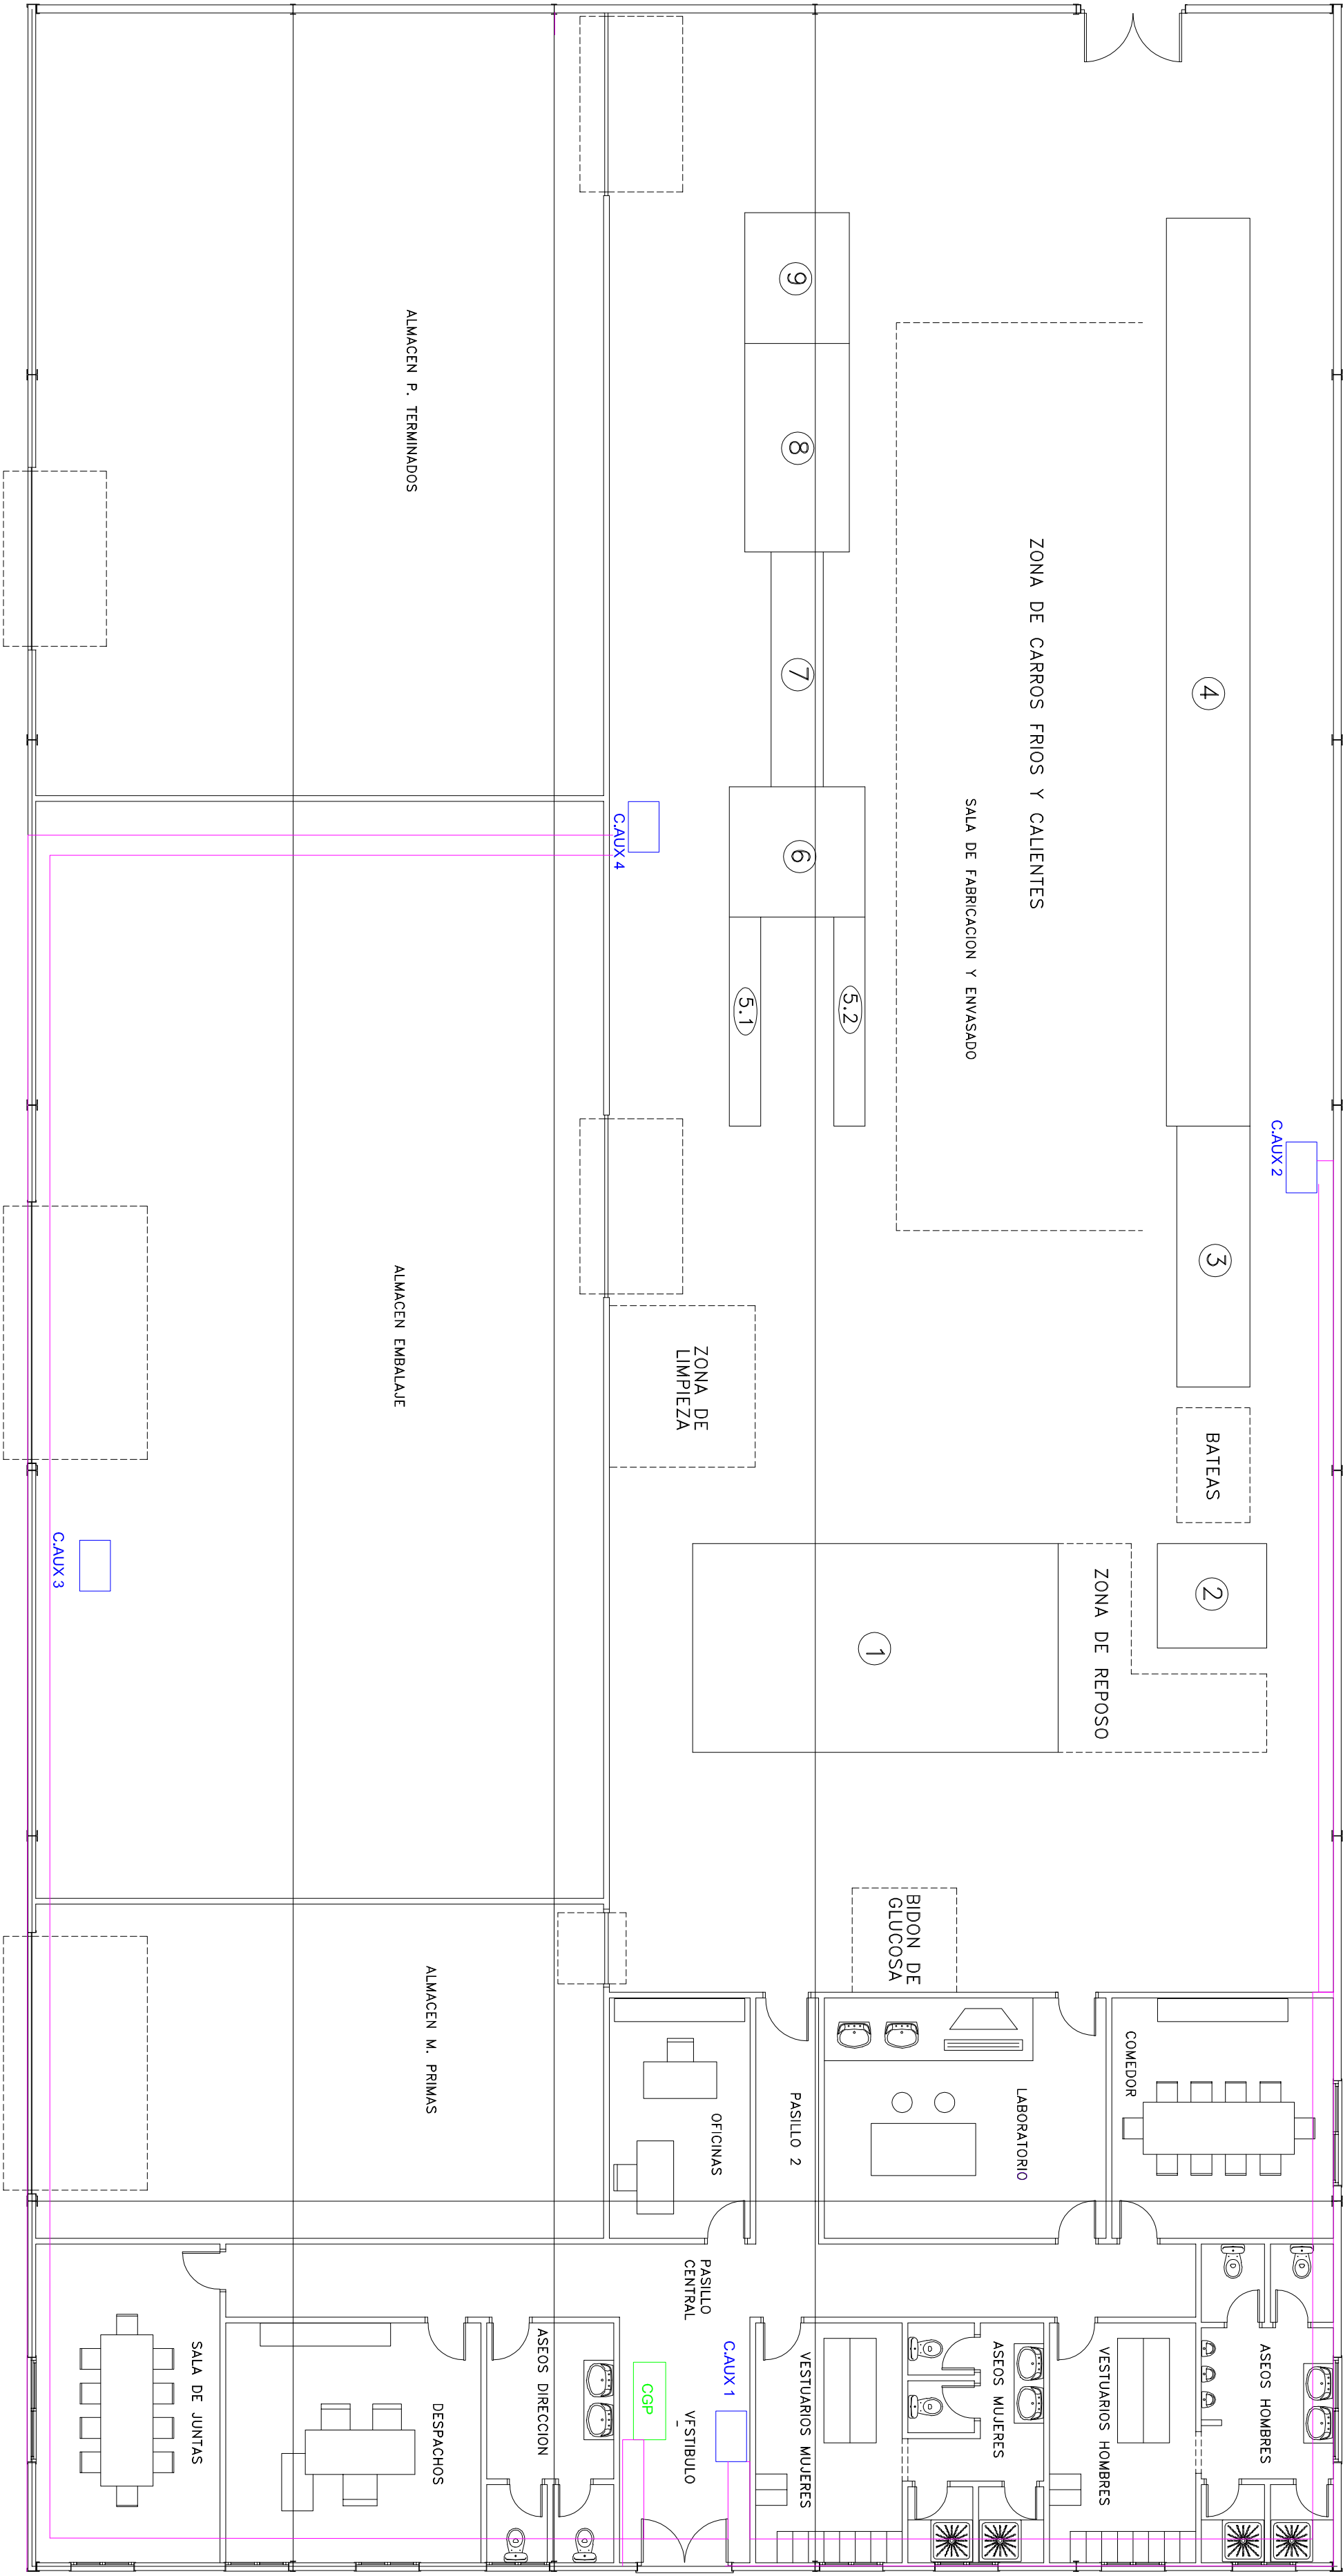 C.AUX 2
ASEOS HOMBRES
4
3
BATEAS
2
COMEDOR
VESTUARIOS HOMBRES
ZONA DE REPOSO
ZONA DE CARROS FRIOS Y CALIENTES
LABORATORIO
ASEOS MUJERES
SALA DE FABRICACION Y ENVASADO
BIDON DE
GLUCOSA
1
5.2
9
8
7
6
PASILLO 2
VESTUARIOS MUJERES
5.1
C.AUX 1
OFICINAS
ZONA DE
LIMPIEZA
PASILLO
CENTRAL
VESTIBULO
CGP
C.AUX 4
ASEOS DIRECCION
ALMACEN P. TERMINADOS
ALMACEN EMBALAJE
ALMACEN M. PRIMAS
DESPACHOS
SALA DE JUNTAS
C.AUX 3